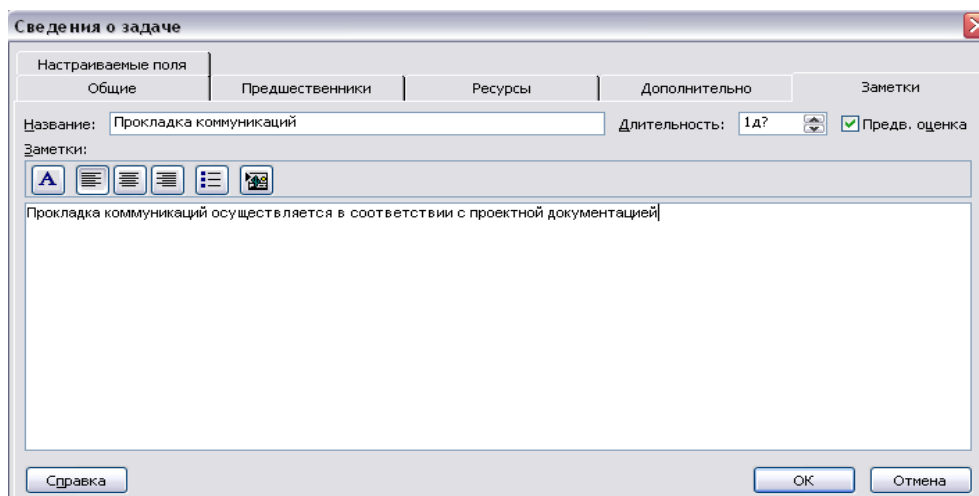 Сведения о задаче
Настраиваемые поля
Общие Предшественники Ресурсы Дополнительно Заметки
Название: Прокладка коммуникаций Длительность: 1д? Предв. оценка
Заметки:
A
Прокладка коммуникаций осуществляется в соответствии с проектной документацией
Справка ОК Отмена